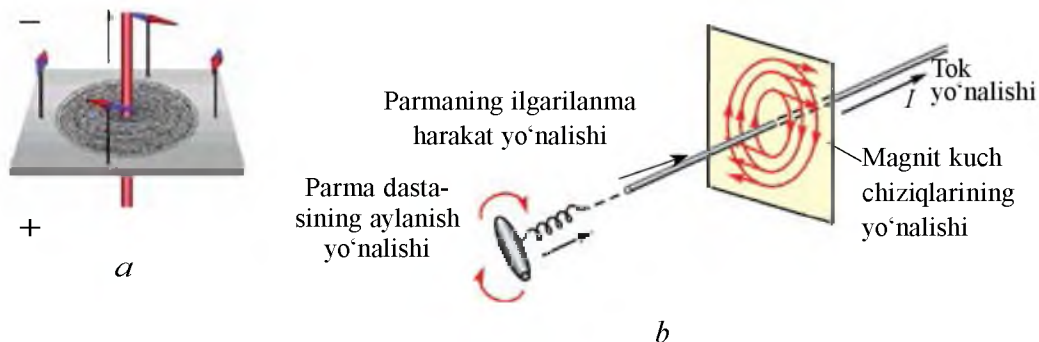 −
+
a
Parmaning ilgarilanma
harakat yo‘nalishi
Parma dasta-
sining aylanish
yo‘nalishi
Tok
yo‘nalishi
I
Magnit kuch
chiziqlarining
yo‘nalishi
b